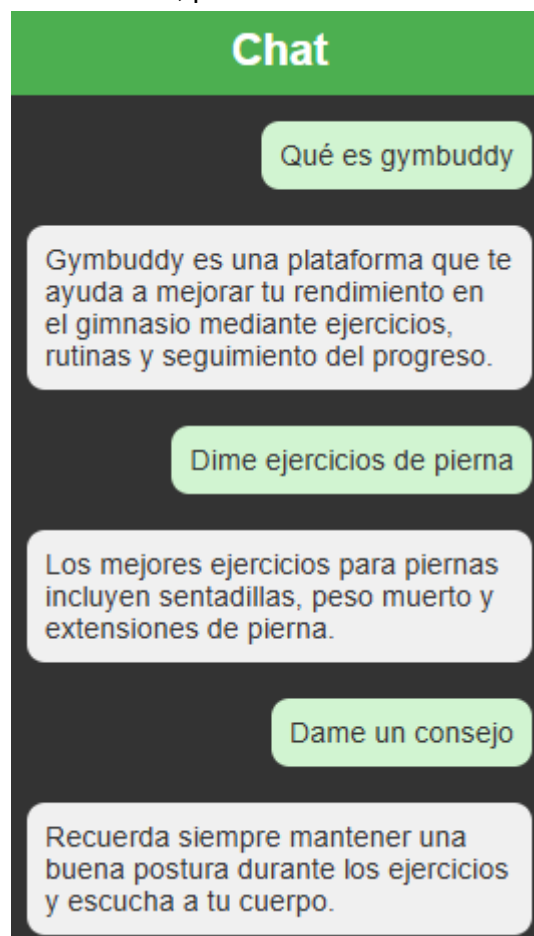 Chat
Qué es gymbuddy
Gymbuddy es una plataforma que te
ayuda a mejorar tu rendimiento en
el gimnasio mediante ejercicios,
rutinas y seguimiento del progreso.
Dime ejercicios de pierna
Los mejores ejercicios para piernas
incluyen sentadillas, peso muerto y
extensiones de pierna.
Dame un consejo
Recuerda siempre mantener una
buena postura durante los ejercicios
y escucha a tu cuerpo.